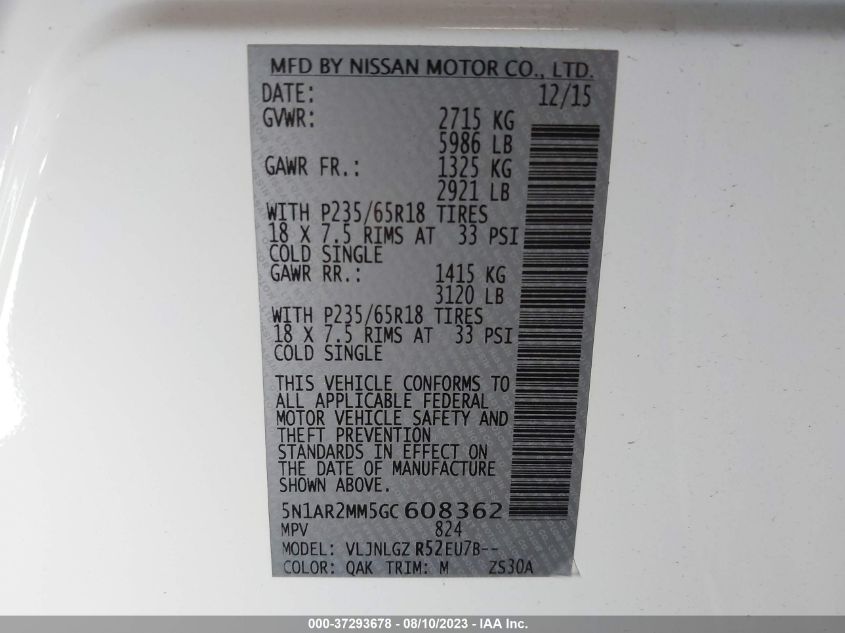 MFD BY NISSAN MOTOR CO., LTD.
DATE: 12/15
GVWR: 2715 KG
5986 LB
GAWR FR.: 1325 KG
2921 LB
WITH P235/65R18 TIRES
18 X 7.5 RIMS AT 33 PSI
COLD SINGLE
GAWR RR.: 1415 KG
3120 LB
WITH P235/65R18 TIRES
18 X 7.5 RIMS AT 33 PSI
COLD SINGLE
THIS VEHICLE CONFORMS TO
ALL APPLICABLE FEDERAL
MOTOR VEHICLE SAFETY AND
THEFT PREVENTION
STANDARDS IN EFFECT ON
THE DATE OF MANUFACTURE
SHOWN ABOVE.
5N1AR2MM5GC608362
MPV 824
MODEL: VLJNLGZ R52EU7B--
COLOR: QAK TRIM: M ZS30A
000-37293678 - 08/10/2023 - IAA Inc.